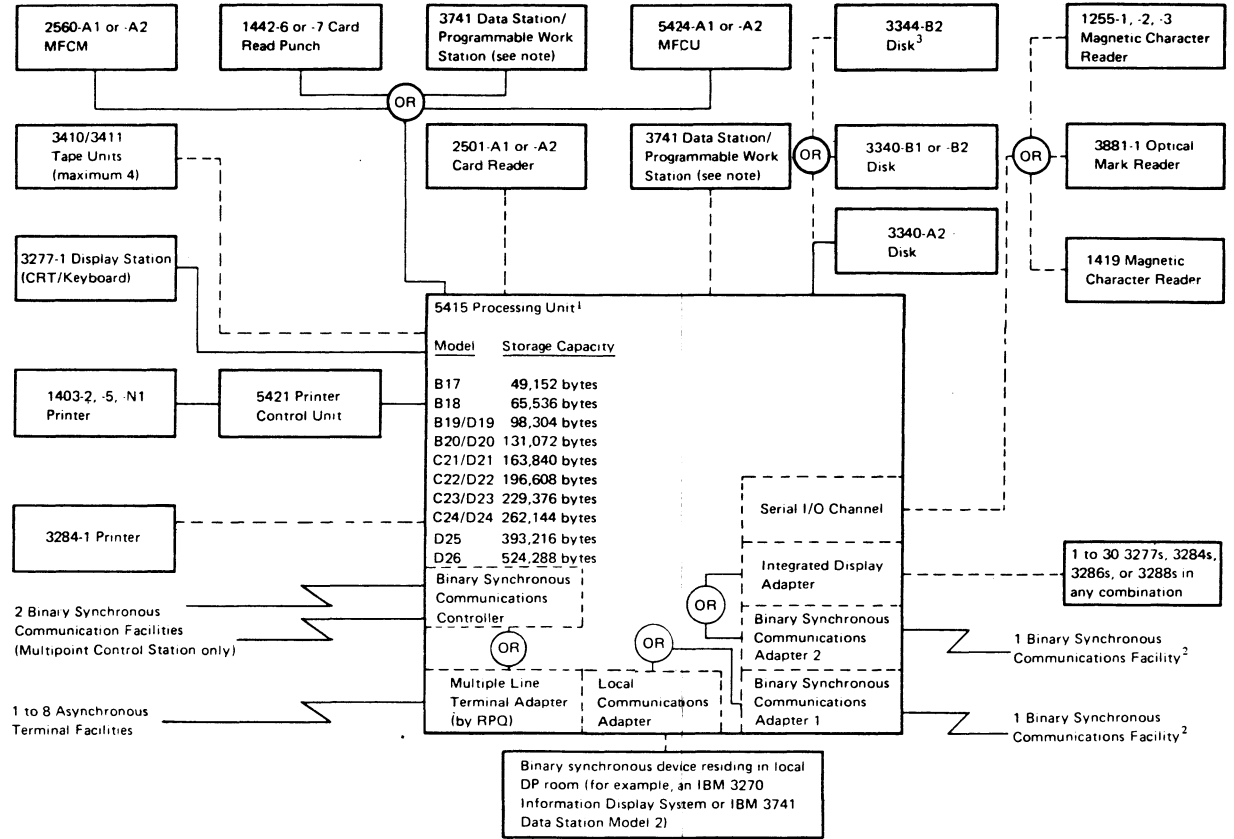 2560-A1 or -A2
MFCM
1442-6 or -7 Card
Read Punch
3741 Data Station/
Programmable Work
Station (see note)
5424-A1 or -A2
MFCU
3344-B2
Disk³
1255-1, -2, -3
Magnetic Character
Reader
OR
3410/3411
Tape Units
(maximum 4)
2501-A1 or -A2
Card Reader
3741 Data Station/
Programmable Work
Station (see note)
OR
3340-B1 or -B2
Disk
OR
3881-1 Optical
Mark Reader
3277-1 Display Station
(CRT/Keyboard)
3340-A2
Disk
1419 Magnetic
Character Reader
5415 Processing Unit¹
Model Storage Capacity
B17 49,152 bytes
B18 65,536 bytes
B19/D19 98,304 bytes
B20/D20 131,072 bytes
C21/D21 163,840 bytes
C22/D22 196,608 bytes
C23/D23 229,376 bytes
C24/D24 262,144 bytes
D25 393,216 bytes
D26 524,288 bytes
1403-2, -5, -N1
Printer
5421 Printer
Control Unit
3284-1 Printer
Serial I/O Channel
Integrated Display
Adapter
1 to 30 3277s, 3284s,
3286s, or 3288s in
any combination
Binary Synchronous
Communications
Controller
OR
2 Binary Synchronous
Communication Facilities
(Multipoint Control Station only)
OR
OR
Binary Synchronous
Communications
Adapter 2
1 Binary Synchronous
Communications Facility²
1 to 8 Asynchronous
Terminal Facilities
Multiple Line
Terminal Adapter
(by RPQ)
Local
Communications
Adapter
Binary Synchronous
Communications
Adapter 1
1 Binary Synchronous
Communications Facility²
Binary synchronous device residing in local
DP room (for example, an IBM 3270
Information Display System or IBM 3741
Data Station Model 2)